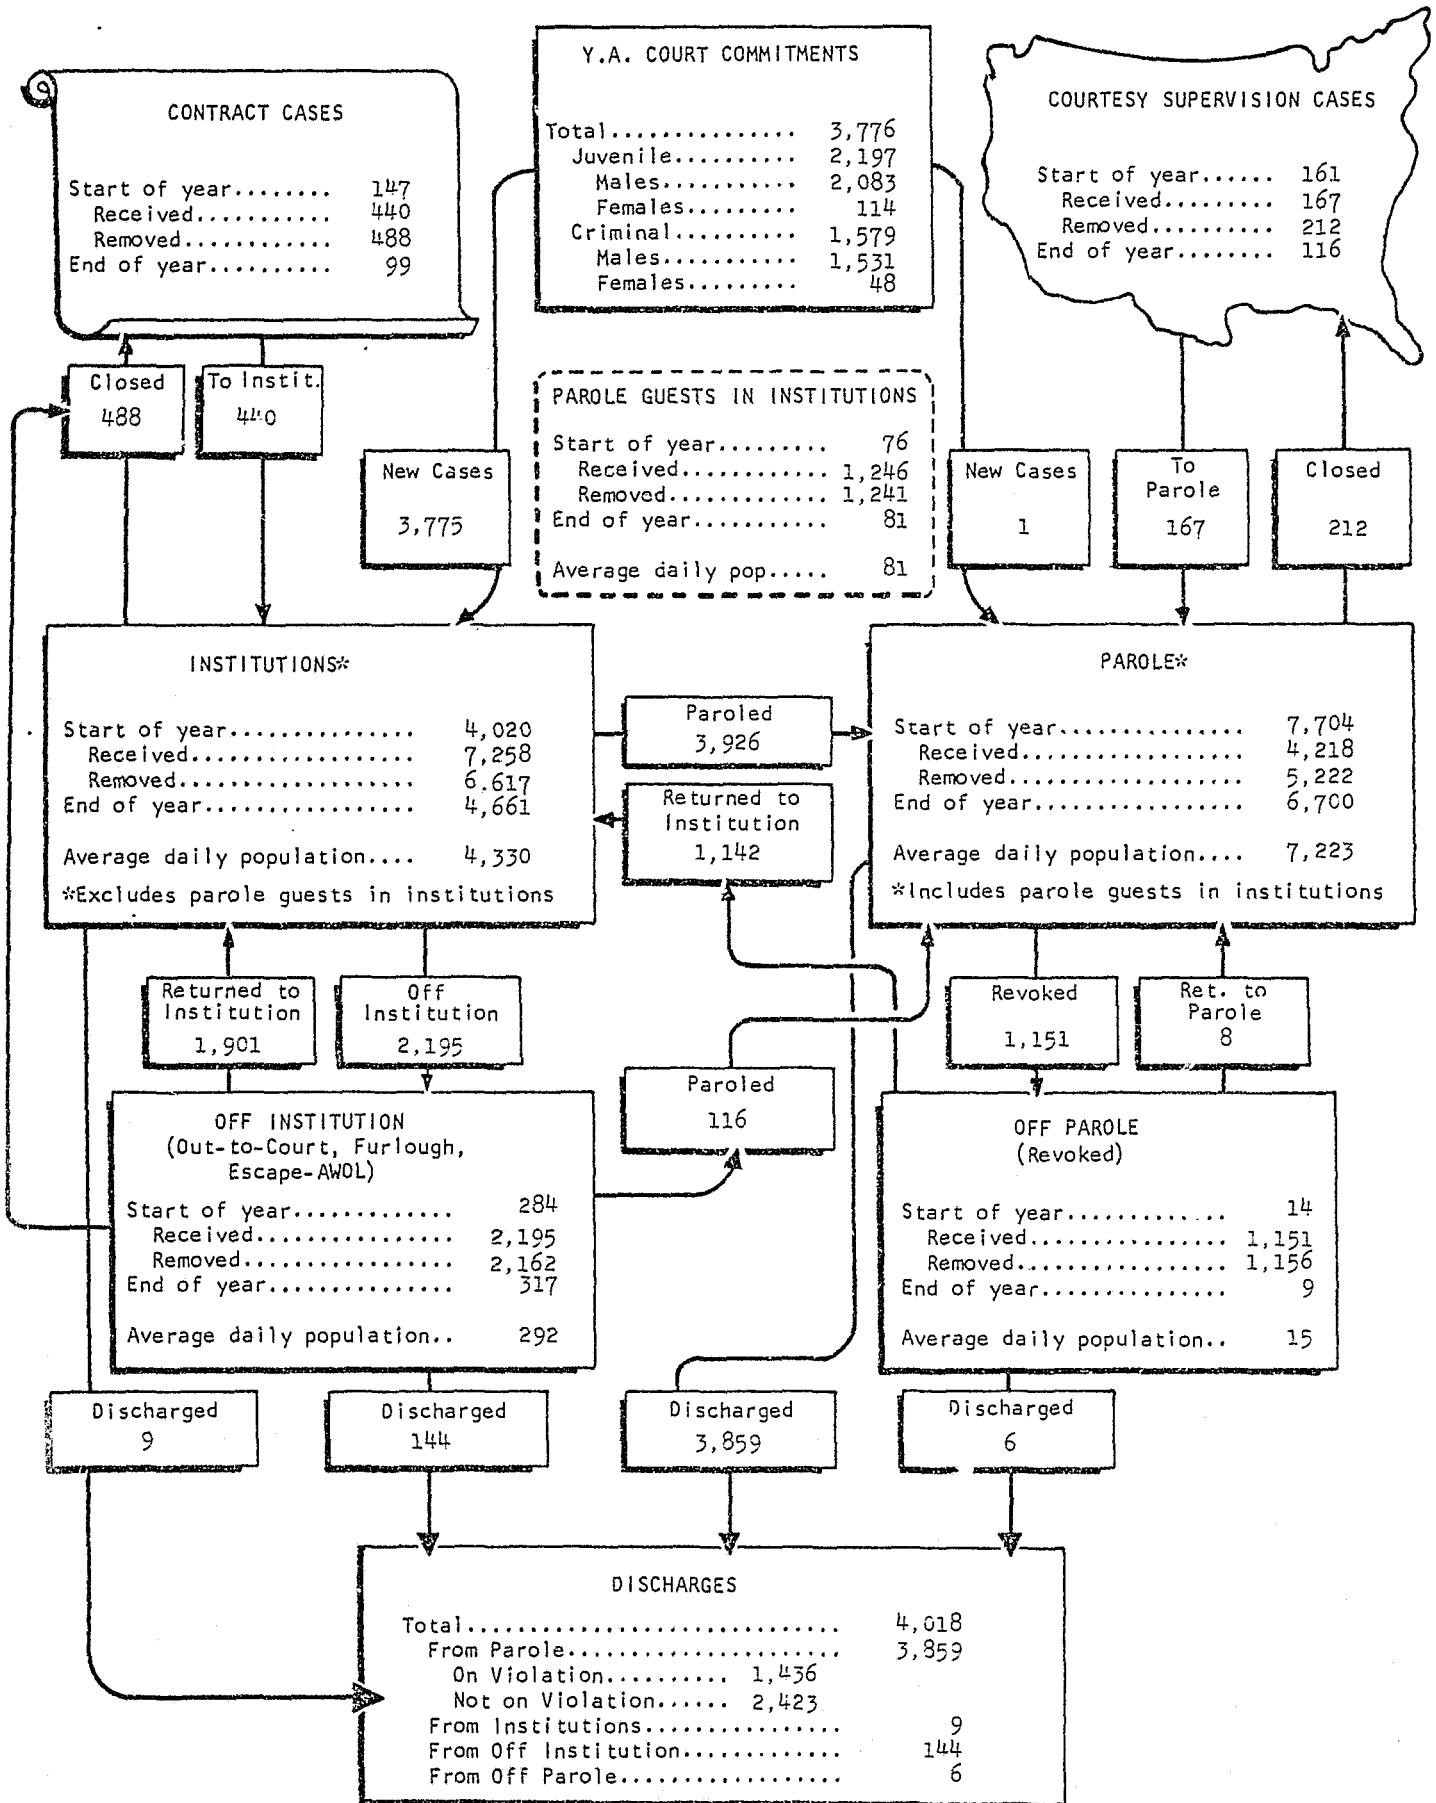 Y.A. COURT COMMITMENTS
Total............... 3,776
Juvenile.......... 2,197
Males........... 2,083
Females......... 114
Criminal.......... 1,579
Males........... 1,531
Females......... 48
CONTRACT CASES
Start of year........ 147
Received........... 440
Removed............ 488
End of year.......... 99
COURTESY SUPERVISION CASES
Start of year...... 161
Received......... 167
Removed.......... 212
End of year........ 116
Closed
488
To Instit.
440
New Cases
3,775
PAROLE GUESTS IN INSTITUTIONS
Start of year......... 76
Received............ 1,246
Removed............. 1,241
End of year........... 81
Average daily pop..... 81
New Cases
1
To
Parole
167
Closed
212
INSTITUTIONS*
Start of year............... 4,020
Received.................. 7,258
Removed................... 6.617
End of year................. 4,661
Average daily population.... 4,330
*Excludes parole guests in institutions
Paroled
3,926
Returned to
Institution
1,142
PAROLE*
Start of year............... 7,704
Received.................. 4,218
Removed................... 5,222
End of year................. 6,700
Average daily population.... 7,223
*Includes parole guests in institutions
Returned to
Institution
1,901
Off
Institution
2,195
Revoked
1,151
Ret. to
Parole
8
Paroled
116
OFF INSTITUTION
(Out-to-Court, Furlough,
Escape-AWOL)
Start of year............. 284
Received................ 2,195
Removed................. 2,162
End of year............... 317
Average daily population.. 292
OFF PAROLE
(Revoked)
Start of year............. 14
Received................ 1,151
Removed................. 1,156
End of year............... 9
Average daily population.. 15
Discharged
9
Discharged
144
Discharged
3,859
Discharged
6
DISCHARGES
Total.............................. 4,018
From Parole...................... 3,859
On Violation.......... 1,436
Not on Violation...... 2,423
From Institutions................ 9
From Off Institution............. 144
From Off Parole.................. 6